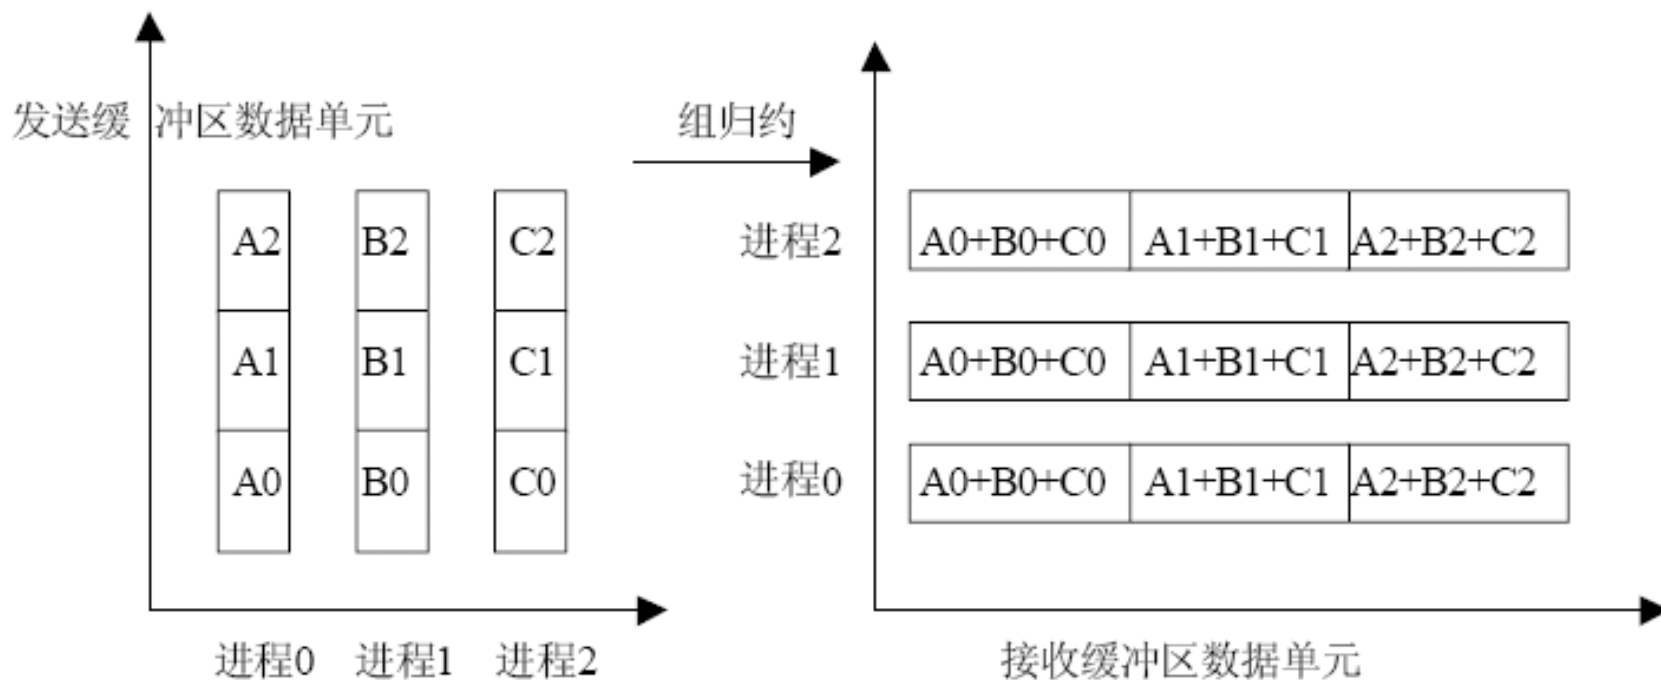 发送缓 冲区数据单元 组归约
A2 B2 C2 进程2 A0+B0+C0 A1+B1+C1 A2+B2+C2
A1 B1 C1 进程1 A0+B0+C0 A1+B1+C1 A2+B2+C2
A0 B0 C0 进程0 A0+B0+C0 A1+B1+C1 A2+B2+C2
进程0 进程1 进程2 接收缓冲区数据单元